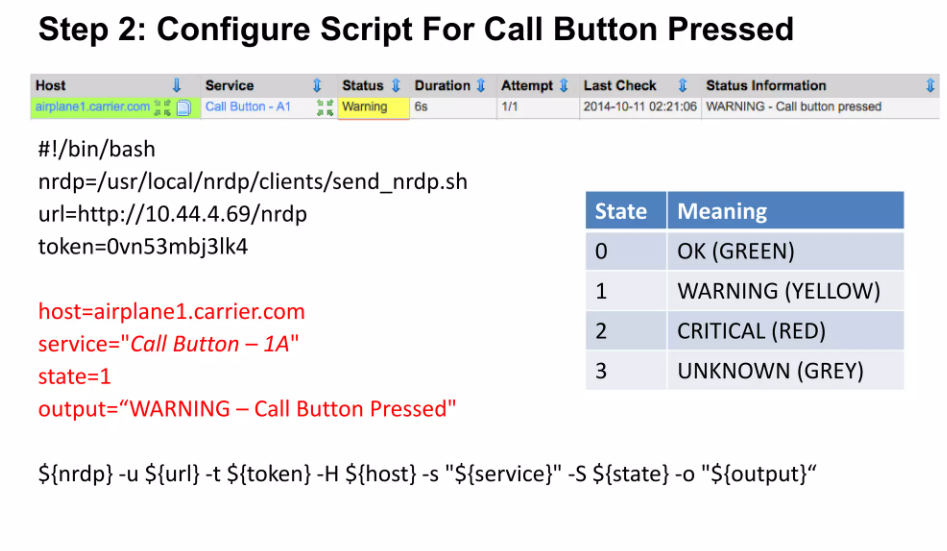 Step 2: Configure Script For Call Button Pressed
Host Service Status Duration Attempt Last Check Status Information
airplane1.carrier.com Call Button - A1 Warning 6s 1/1 2014-10-11 02:21:06 WARNING - Call button pressed
#!/bin/bash
nrdp=/usr/local/nrdp/clients/send_nrdp.sh
url=http://10.44.4.69/nrdp
token=0vn53mbj3lk4
host=airplane1.carrier.com
service="Call Button – 1A"
state=1
output=“WARNING – Call Button Pressed"
State Meaning
0 OK (GREEN)
1 WARNING (YELLOW)
2 CRITICAL (RED)
3 UNKNOWN (GREY)
${nrdp} -u ${url} -t ${token} -H ${host} -s "${service}" -S ${state} -o "${output}“